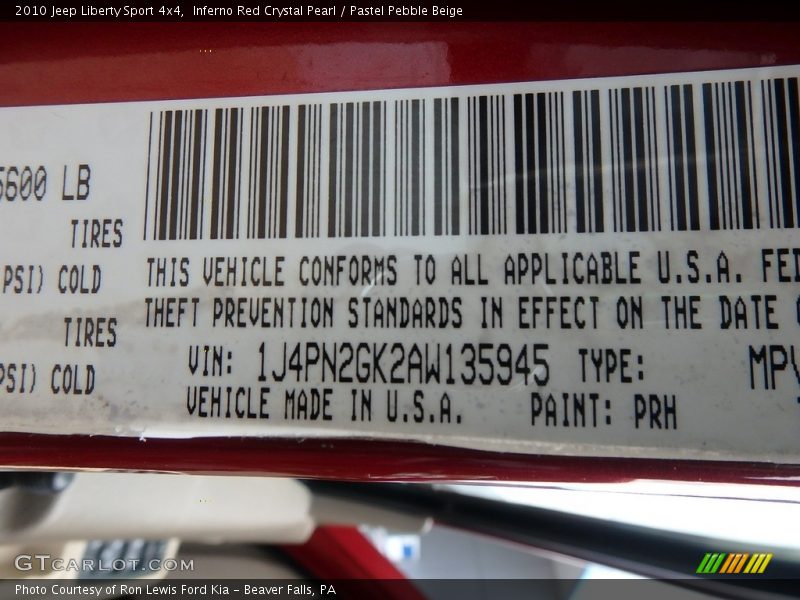 2010 Jeep Liberty Sport 4x4, Inferno Red Crystal Pearl / Pastel Pebble Beige
5600 LB
TIRES
PSI) COLD
THIS VEHICLE CONFORMS TO ALL APPLICABLE U.S.A. FED
THEFT PREVENTION STANDARDS IN EFFECT ON THE DATE
TIRES
VIN: 1J4PN2GK2AW135945 TYPE: MPV
PSI) COLD
VEHICLE MADE IN U.S.A. PAINT: PRH
GTCARLOT.COM
Photo Courtesy of Ron Lewis Ford Kia - Beaver Falls, PA